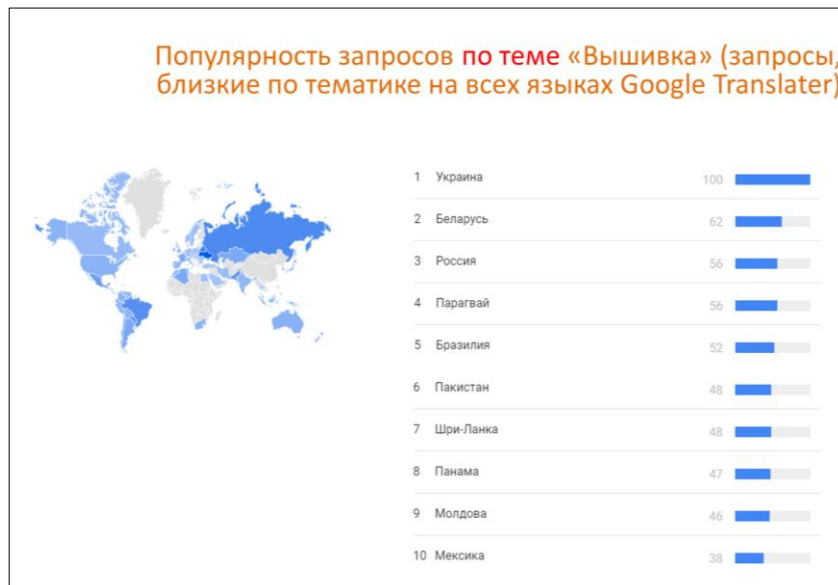 Популярность запросов по теме «Вышивка» (запросы,
близкие по тематике на всех языках Google Translater)
1 Украина 100
2 Беларусь 62
3 Россия 56
4 Парагвай 56
5 Бразилия 52
6 Пакистан 48
7 Шри-Ланка 48
8 Панама 47
9 Молдова 46
10 Мексика 38